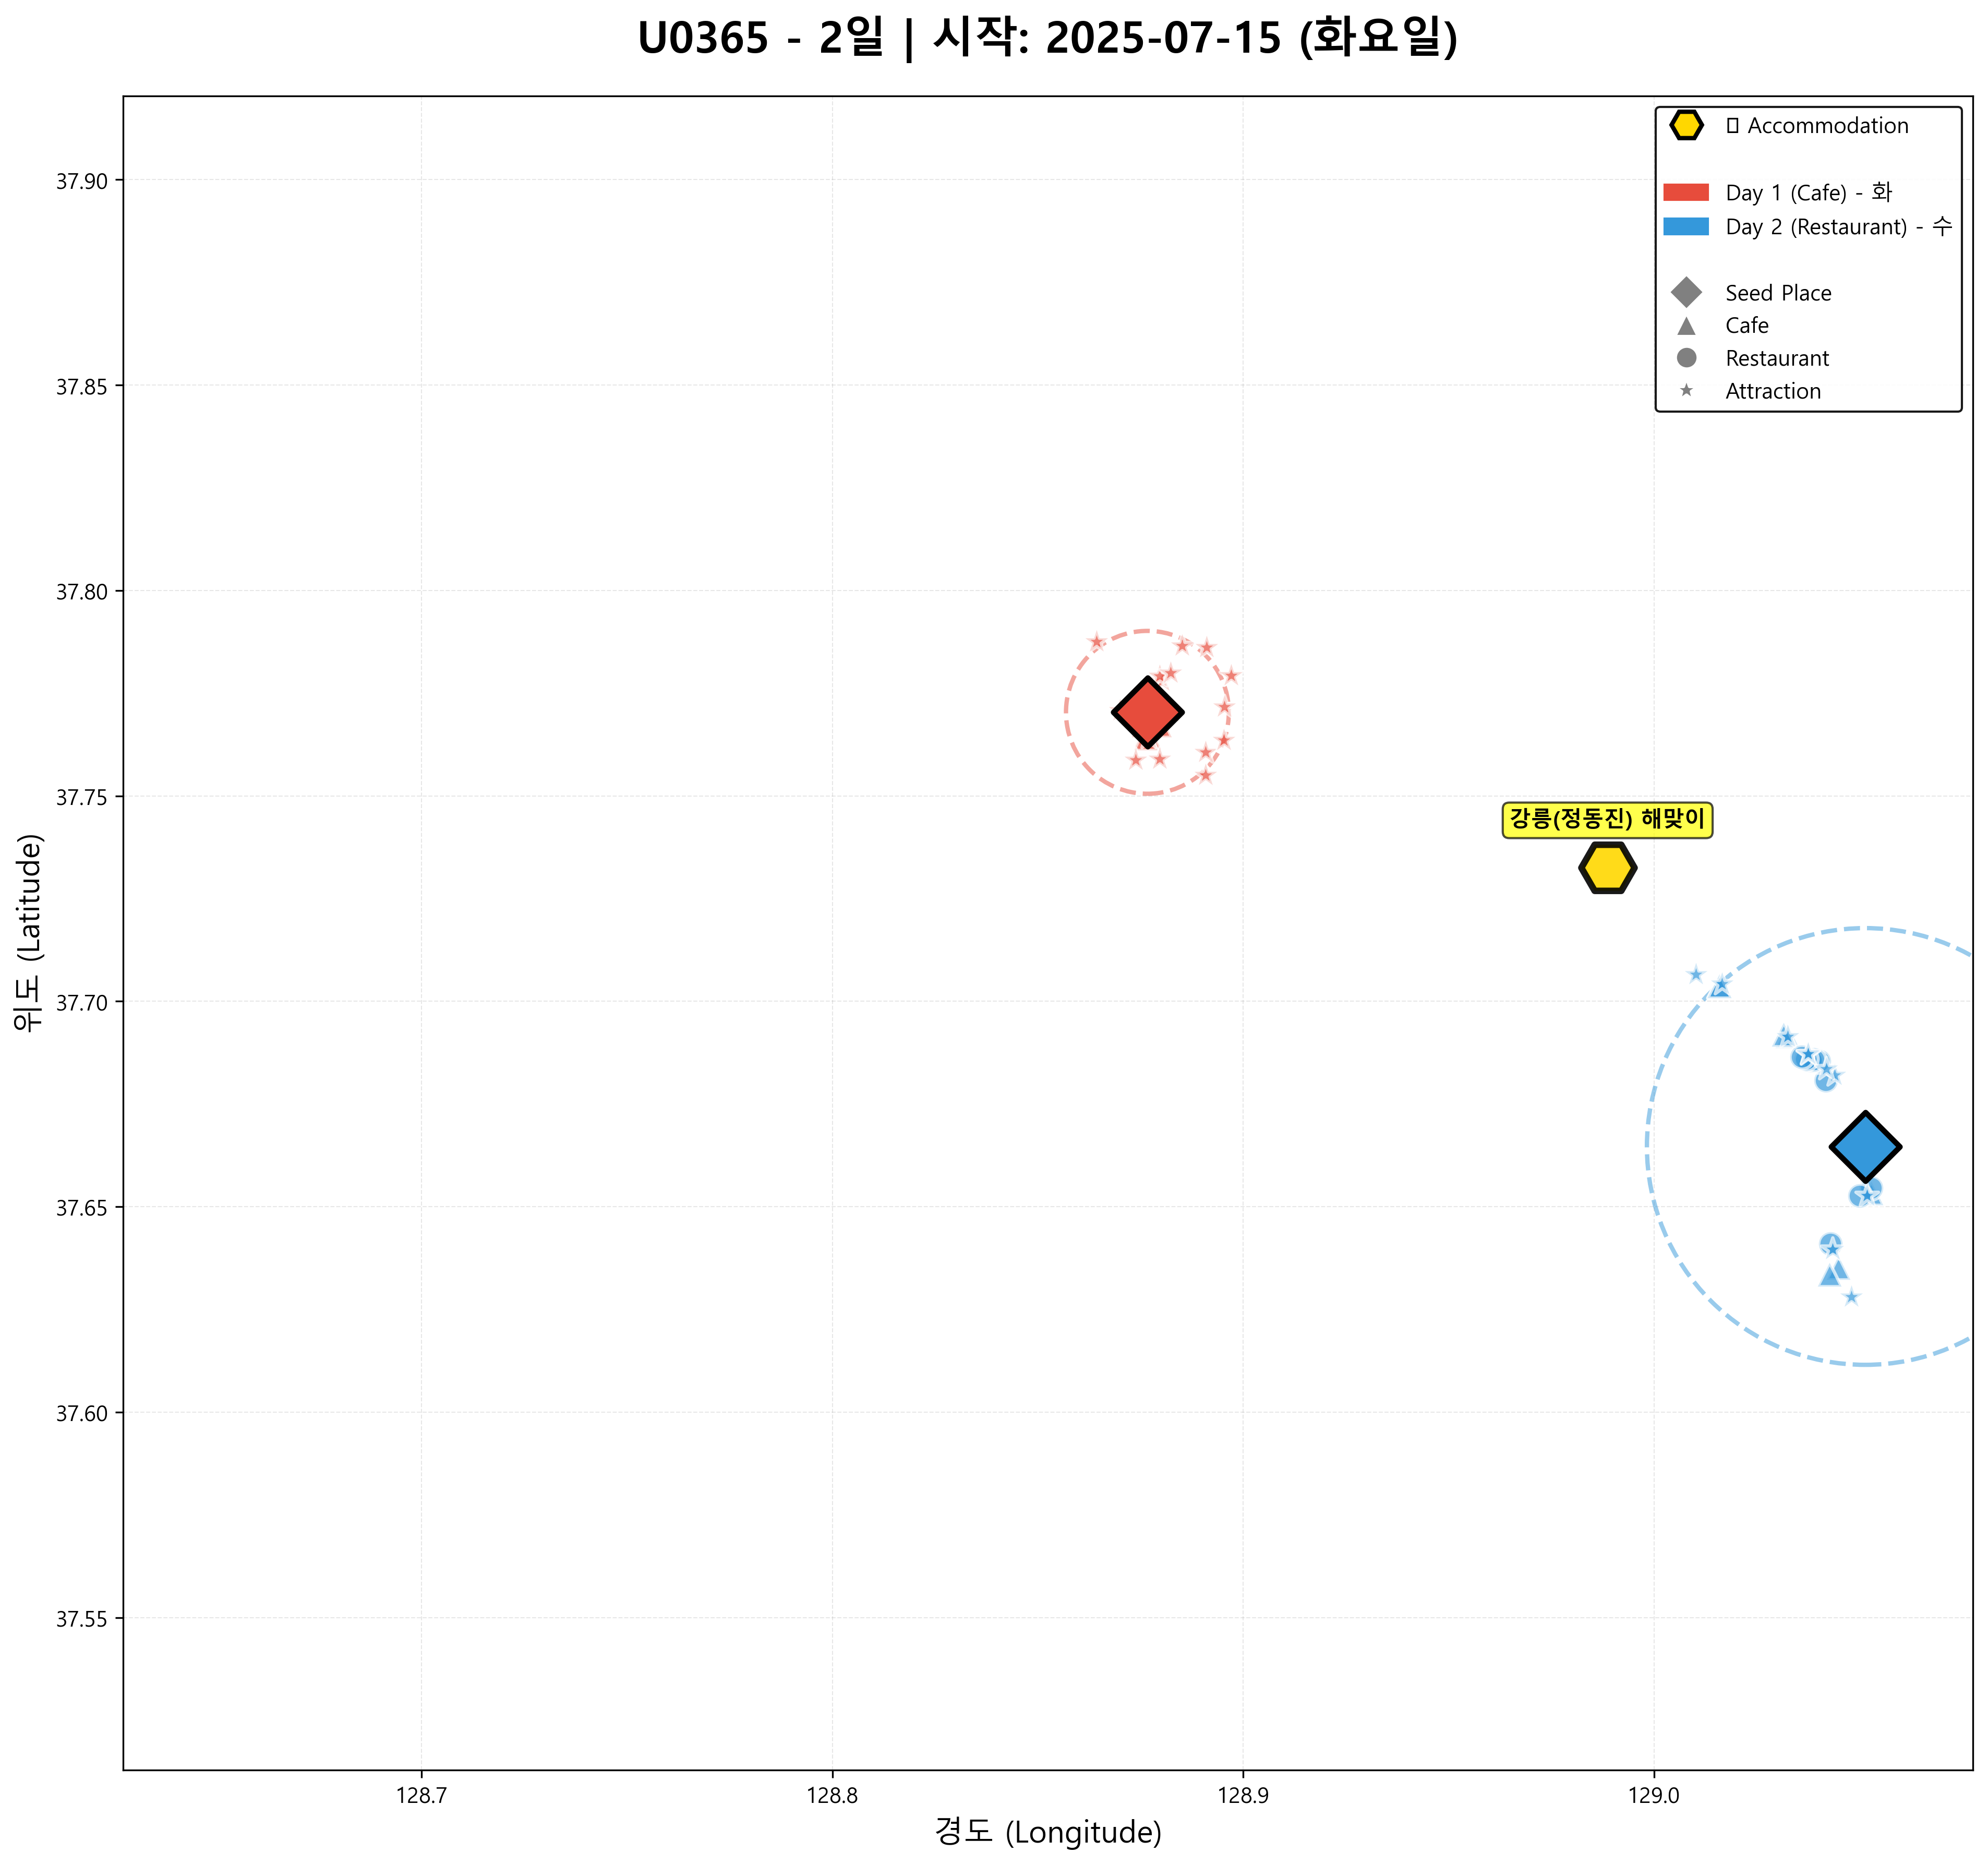 U0365 - 2일 | 시작: 2025-07-15 (화요일)
Accommodation
Day 1 (Cafe) - 화
Day 2 (Restaurant) - 수
Seed Place
Cafe
Restaurant
Attraction
37.90
37.85
37.80
37.75
37.70
37.65
37.60
37.55
위도 (Latitude)
강릉(정동진) 해맞이
128.7
128.8
128.9
129.0
경도 (Longitude)